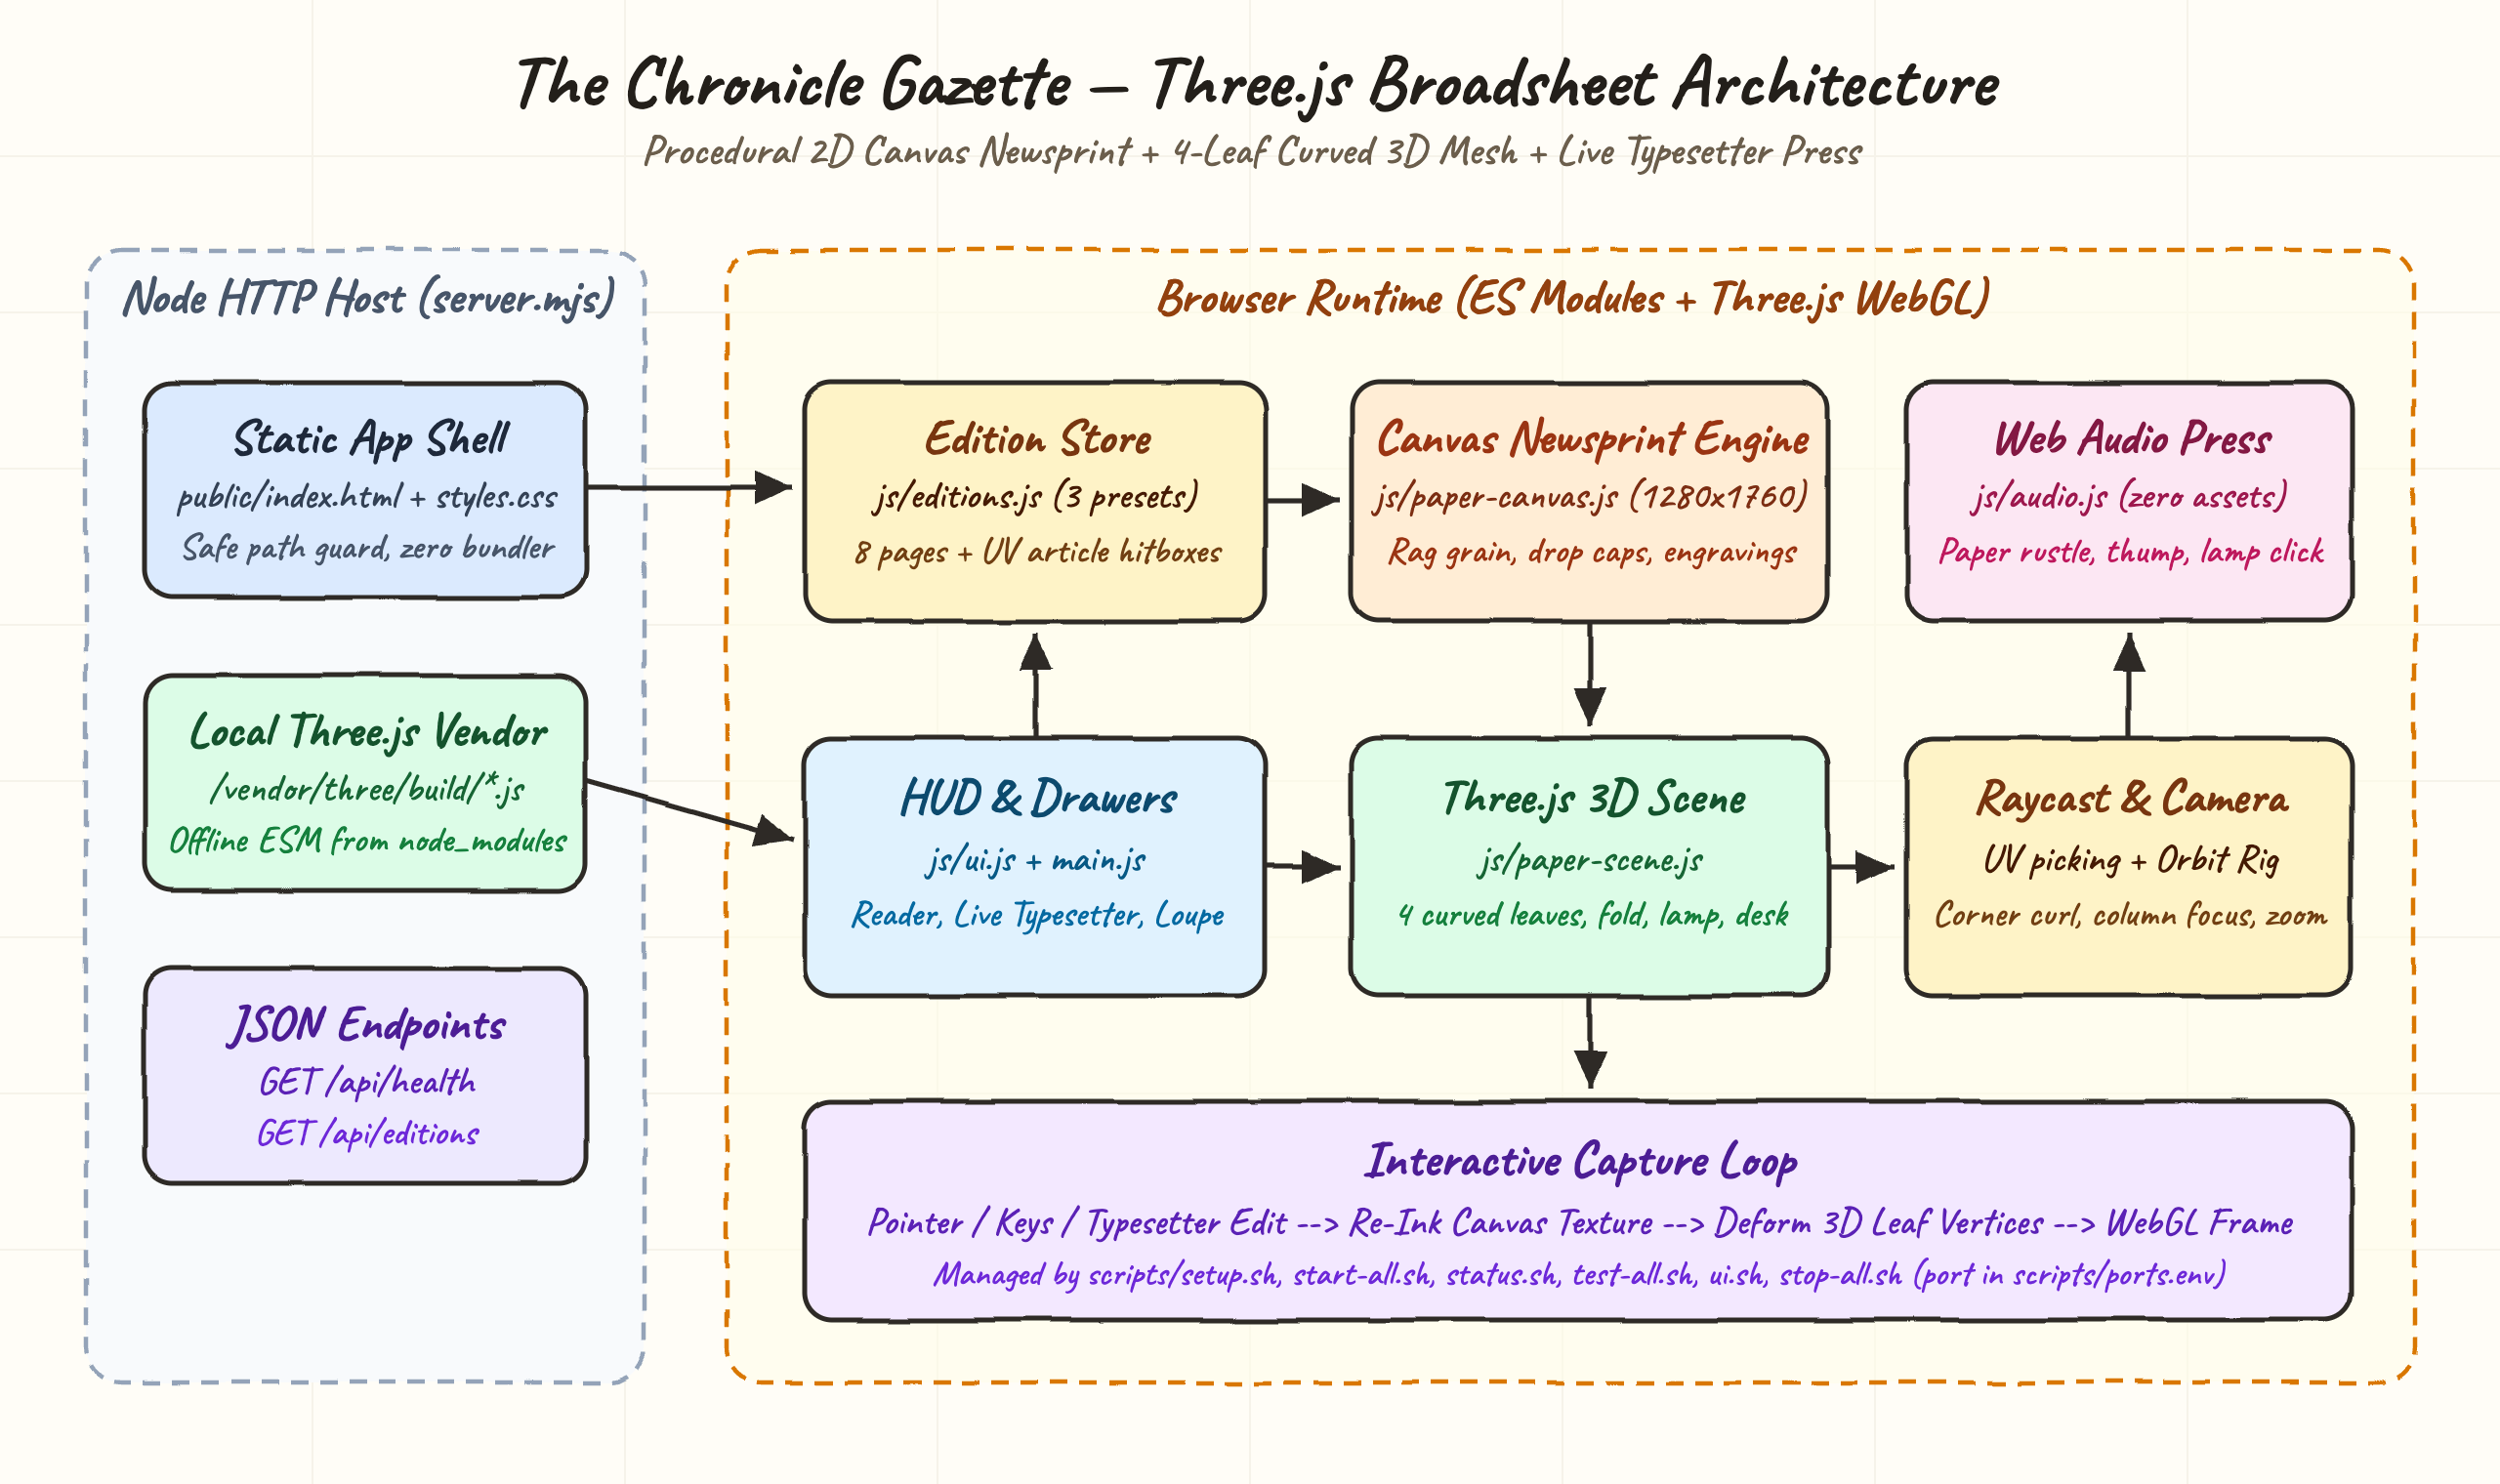 The Chronicle Gazette — Three.js Broadsheet Architecture
Procedural 2D Canvas Newsprint + 4-Leaf Curved 3D Mesh + Live Typesetter Press
Node HTTP Host (server.mjs)
Static App Shell
public/index.html + styles.css
Safe path guard, zero bundler
Local Three.js Vendor
/vendor/three/build/*.js
Offline ESM from node_modules
JSON Endpoints
GET /api/health
GET /api/editions
Browser Runtime (ES Modules + Three.js WebGL)
Edition Store
js/editions.js (3 presets)
8 pages + UV article hitboxes
Canvas Newsprint Engine
js/paper-canvas.js (1280x1760)
Rag grain, drop caps, engravings
Web Audio Press
js/audio.js (zero assets)
Paper rustle, thump, lamp click
HUD & Drawers
js/ui.js + main.js
Reader, Live Typesetter, Loupe
Three.js 3D Scene
js/paper-scene.js
4 curved leaves, fold, lamp, desk
Raycast & Camera
UV picking + Orbit Rig
Corner curl, column focus, zoom
Interactive Capture Loop
Pointer / Keys / Typesetter Edit --> Re-Ink Canvas Texture --> Deform 3D Leaf Vertices --> WebGL Frame
Managed by scripts/setup.sh, start-all.sh, status.sh, test-all.sh, ui.sh, stop-all.sh (port in scripts/ports.env)